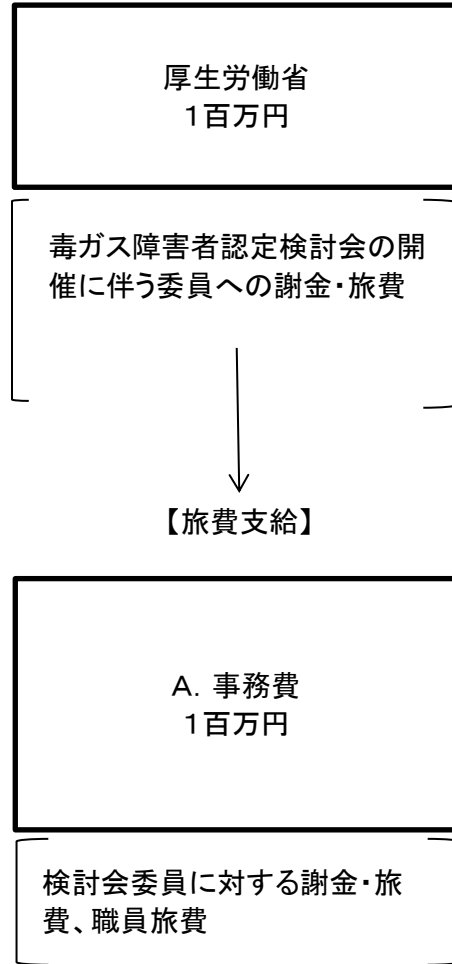 厚生労働省
１百万円
毒ガス障害者認定検討会の開
催に伴う委員への謝金・旅費
【旅費支給】
Ａ．事務費
１百万円
検討会委員に対する謝金・旅
費、職員旅費